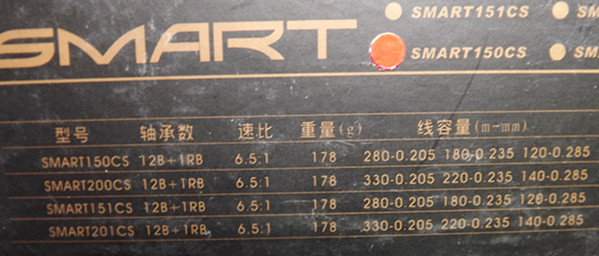 SMART
SMART151CS
SMART150CS
型号 轴承数 速比 重量(g) 线容量(m-mm)
SMART150CS 12B+1RB 6.5:1 178 280-0.205 180-0.235 120-0.285
SMART200CS 12B+1RB 6.5:1 178 330-0.205 220-0.235 140-0.285
SMART151CS 12B+1RB 6.5:1 178 280-0.205 180-0.235 120-0.285
SMART201CS 12B+1RB 6.5:1 178 330-0.205 220-0.235 140-0.285